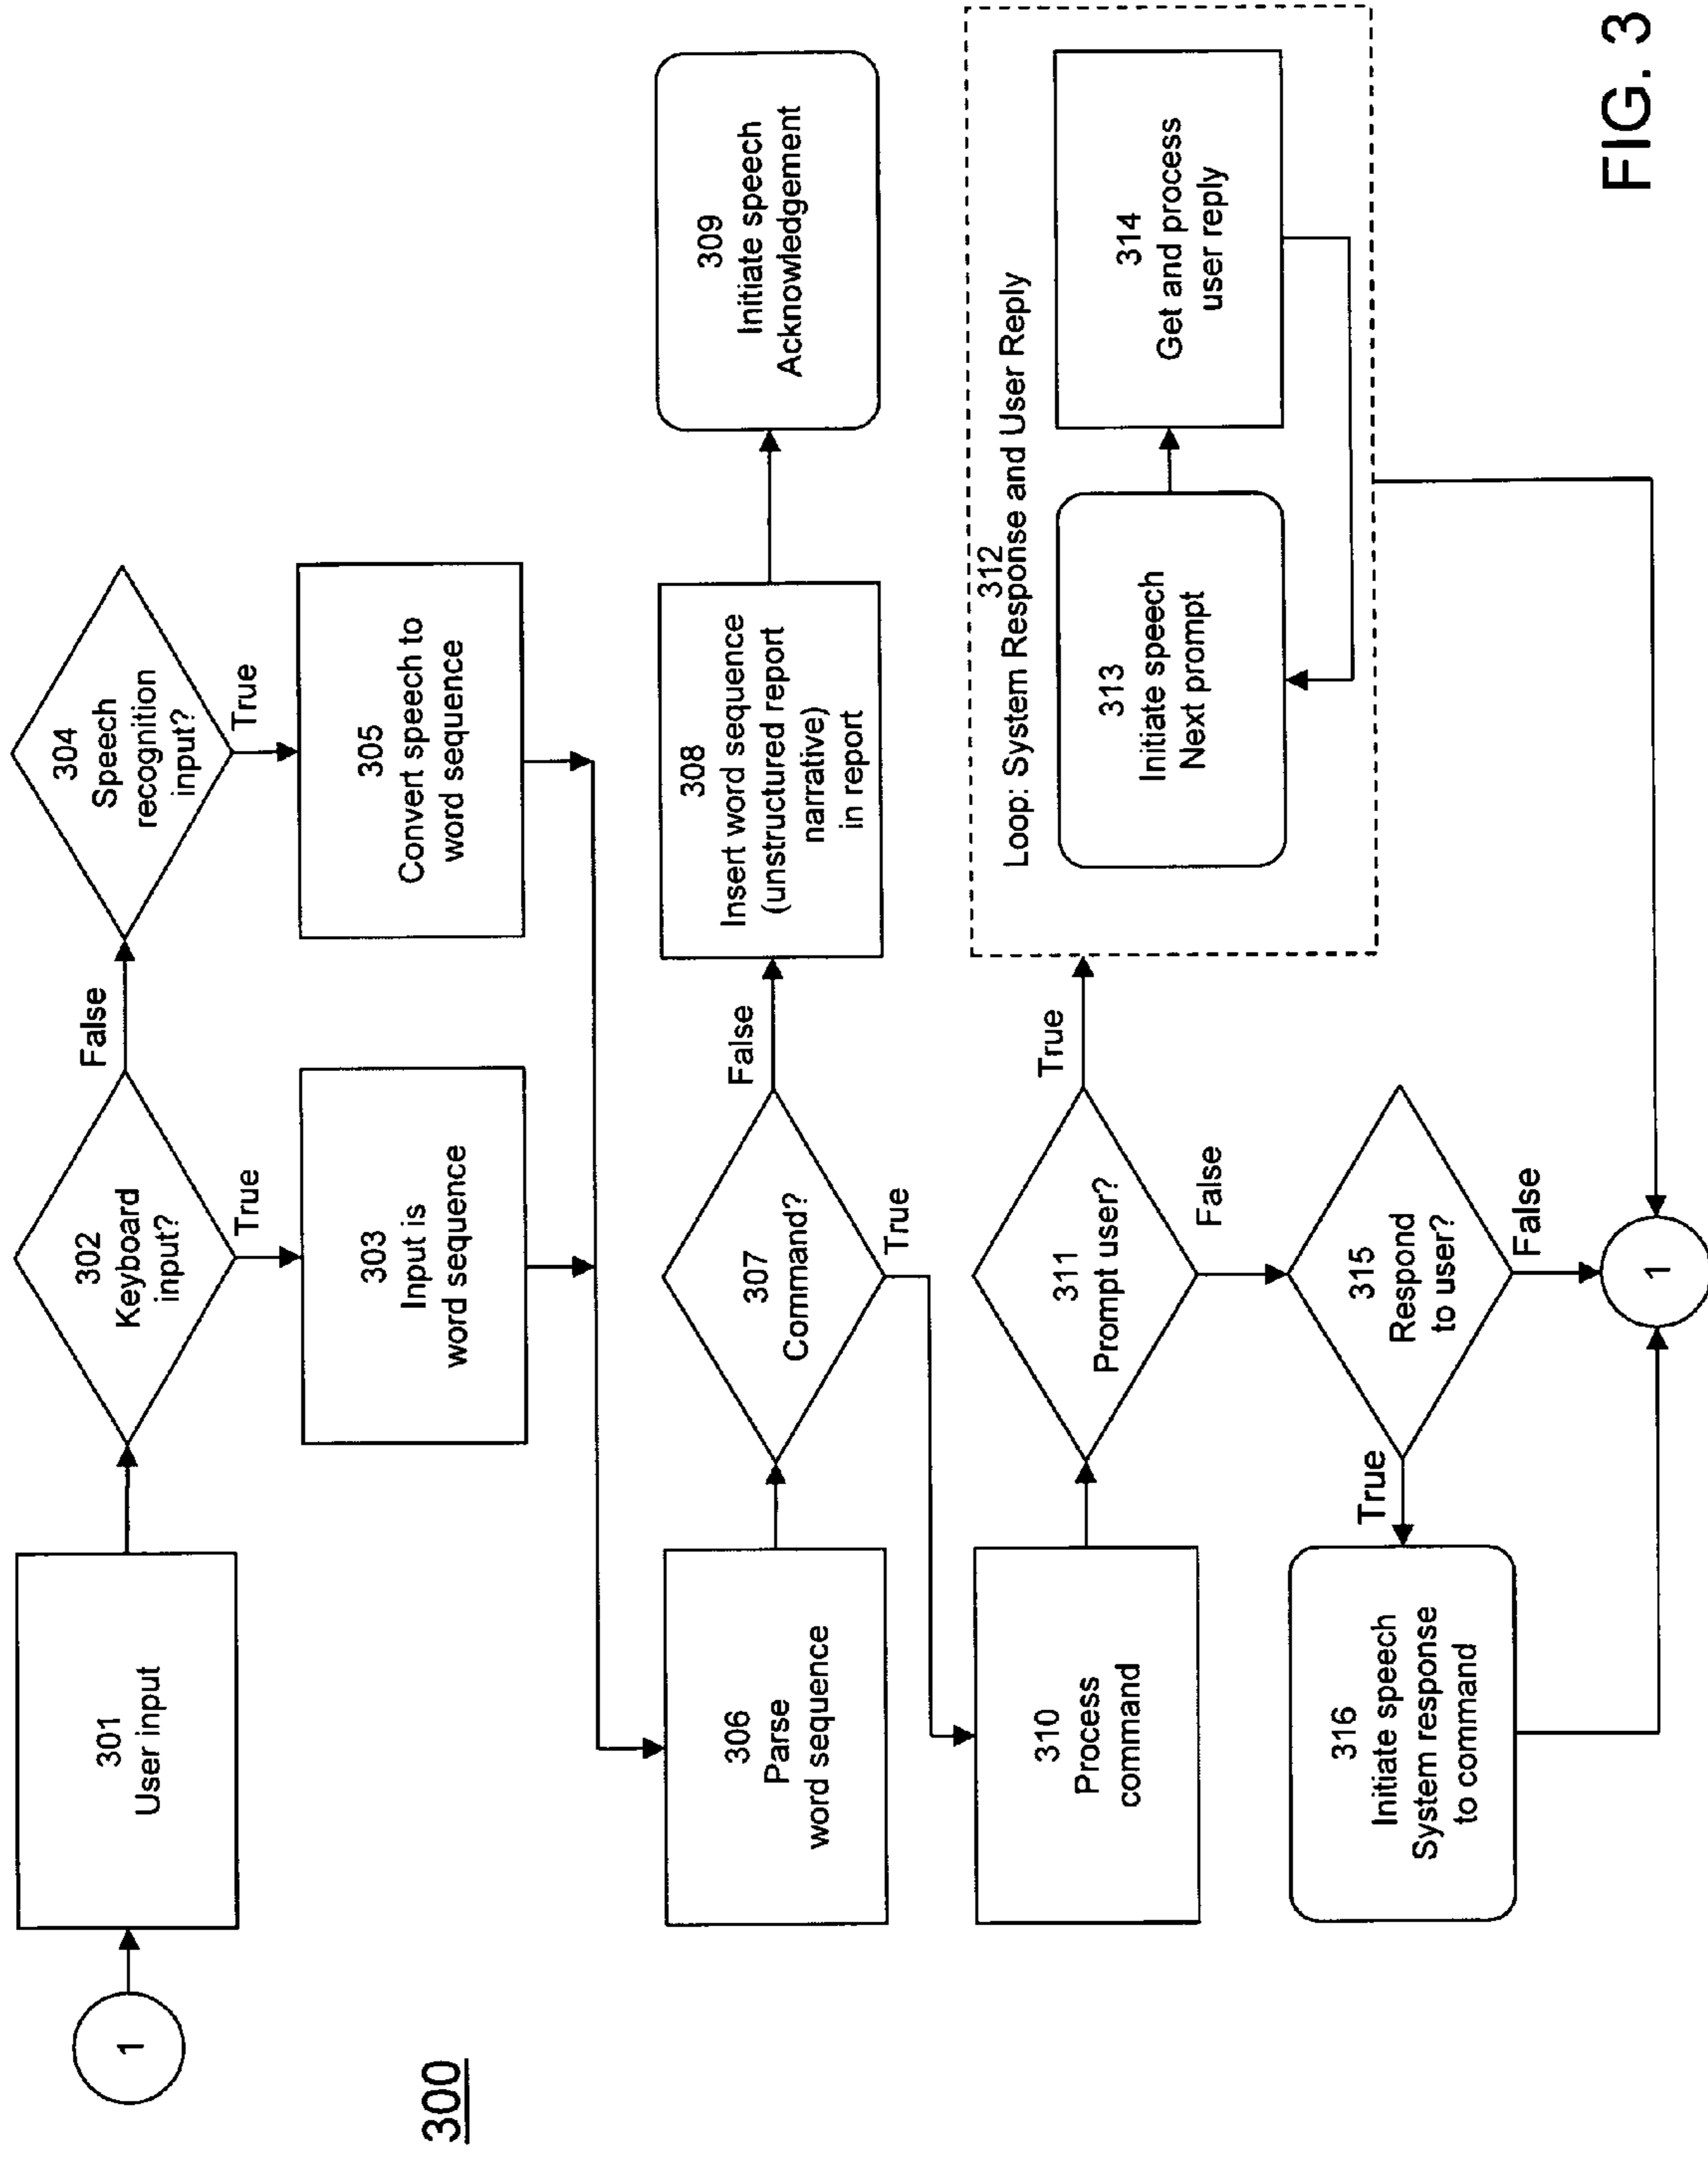 1
301
User input
302
Keyboard
input?
False
304
Speech
recognition
input?
True
True
303
Input is
word sequence
305
Convert speech to
word sequence
300
306
Parse
word sequence
307
Command?
False
True
308
Insert word sequence
(unstructured report
narrative)
in report
309
Initiate speech
Acknowledgement
310
Process
command
311
Prompt user?
True
False
312
Loop: System Response and User Reply
313
Initiate speech
Next prompt
314
Get and process
user reply
316
Initiate speech
System response
to command
True
315
Respond
to user?
False
1
FIG. 3